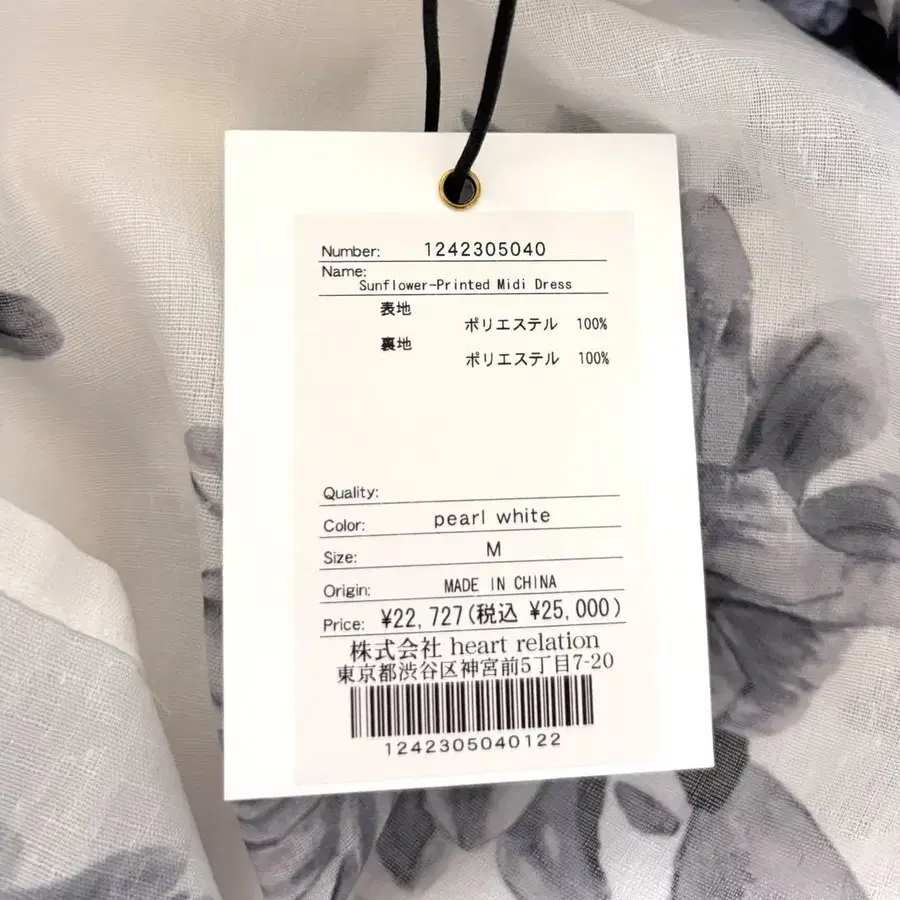 Number: 1242305040
Name:
Sunflower-Printed Midi Dress
表地
ポリエステル 100%
裏地
ポリエステル 100%
Quality:
Color: pearl white
Size: M
Origin: MADE IN CHINA
Price: ¥22,727(税込 ¥25,000)
株式会社 heart relation
東京都渋谷区神宮前5丁目7-20
1242305040122